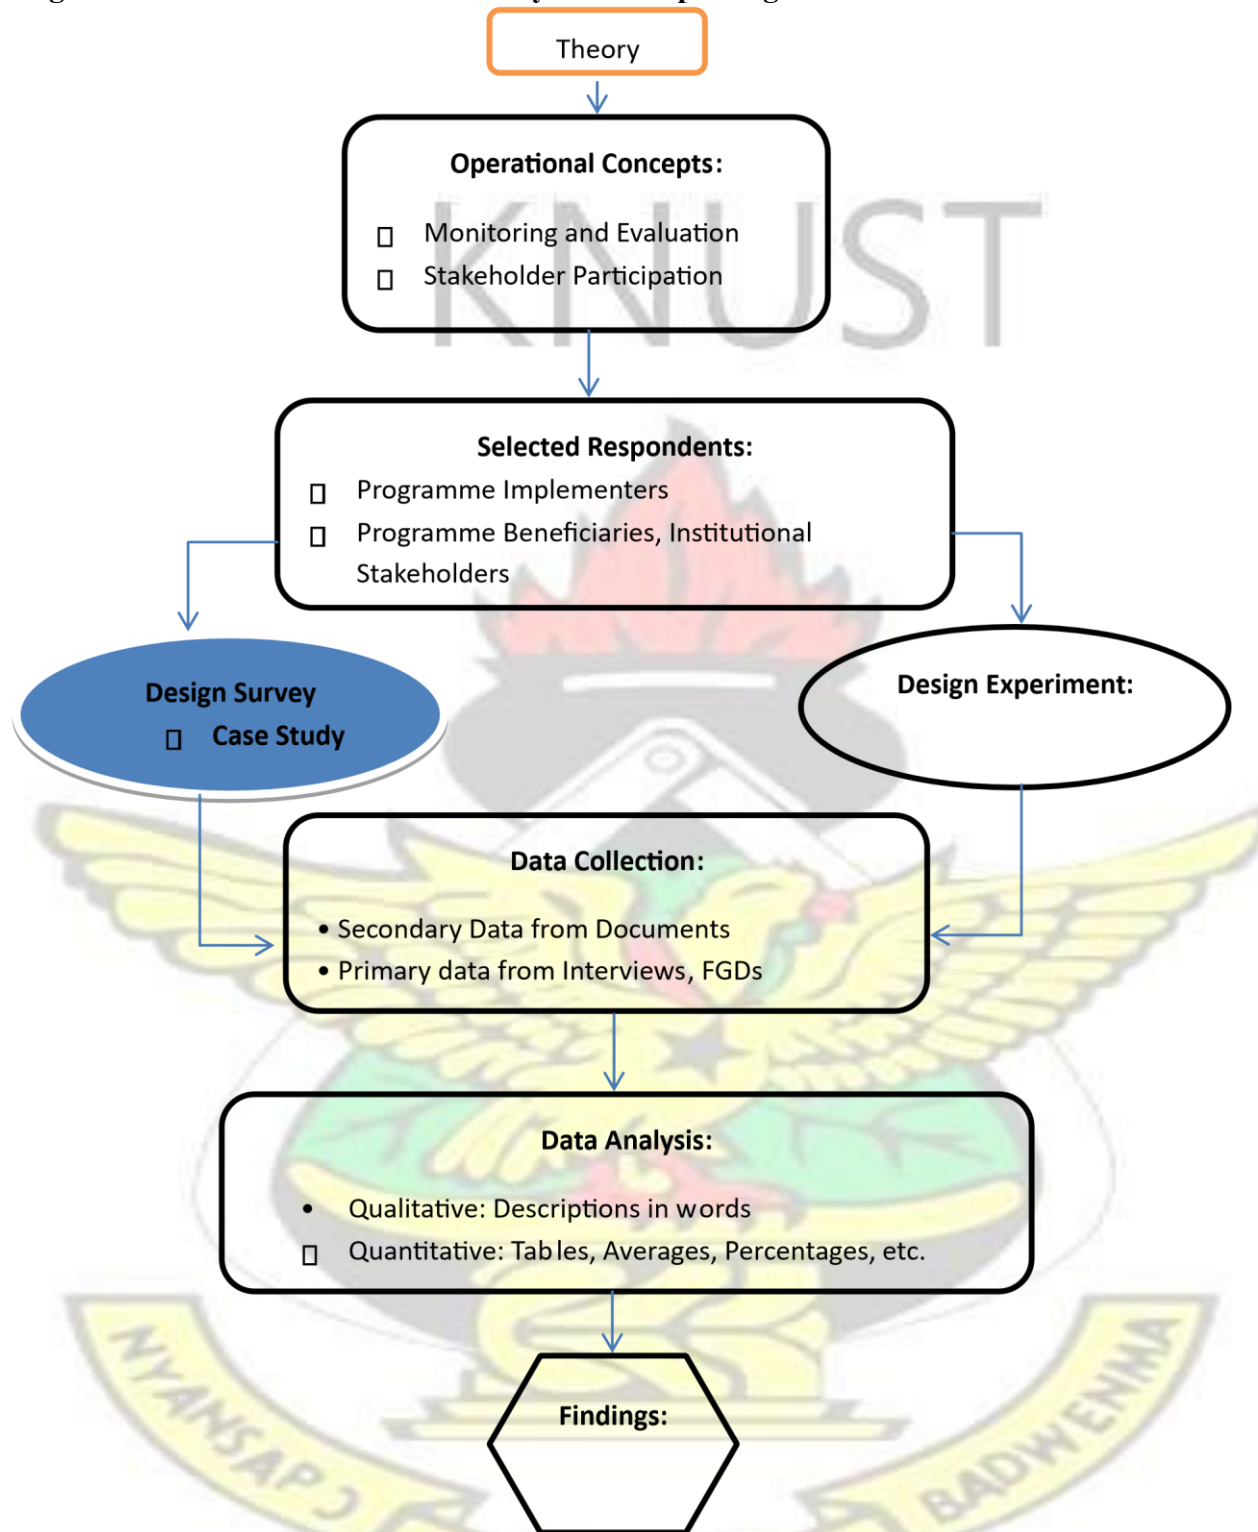 Theory
KNUST
Operational Concepts:
Monitoring and Evaluation
Stakeholder Participation
Selected Respondents:
Programme Implementers
Programme Beneficiaries, Institutional
Stakeholders
Design Survey
Case Study
Design Experiment:
Data Collection:
• Secondary Data from Documents
• Primary data from Interviews, FGDs
Data Analysis:
• Qualitative: Descriptions in words
Quantitative: Tables, Averages, Percentages, etc.
Findings:
NYANSAPƆ
BADWENMA